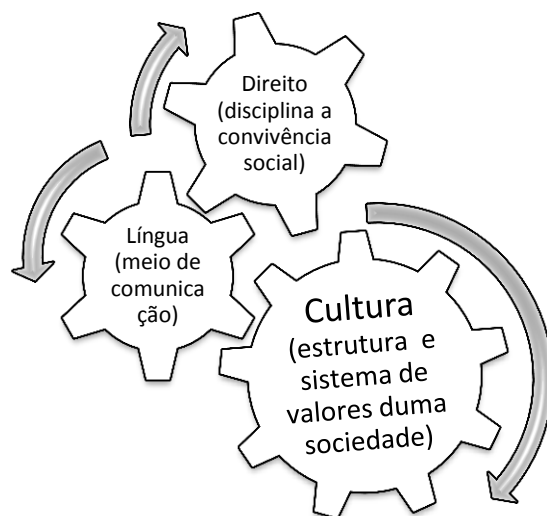 Direito
(disciplina a
convivência
social)
Língua
(meio de
comunica
ção)
Cultura
(estrutura e
sistema de
valores duma
sociedade)